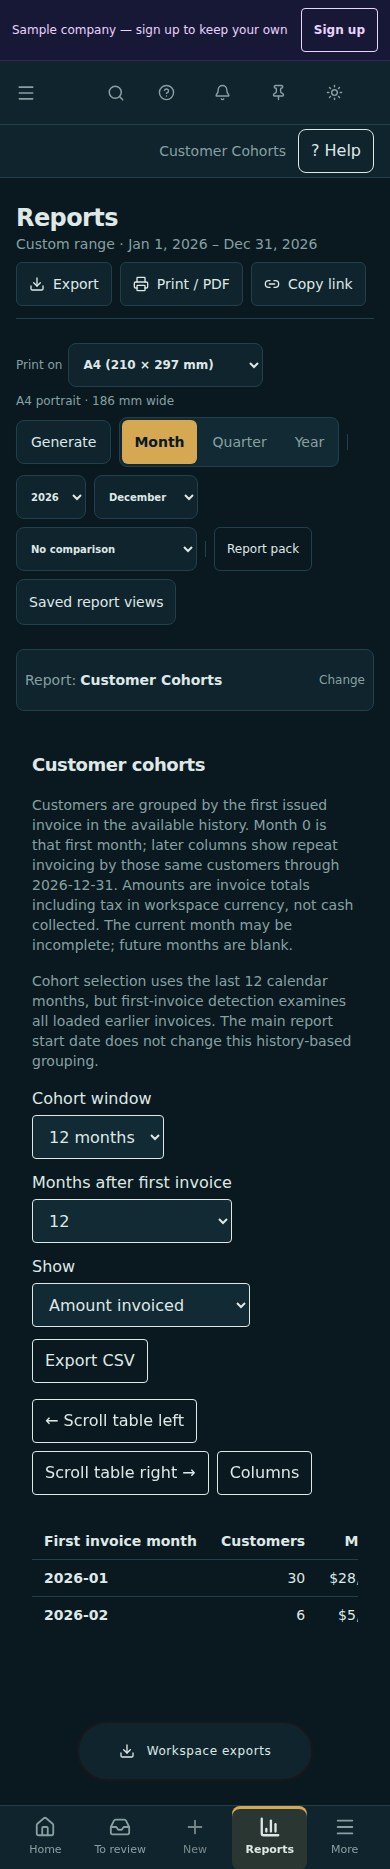 Sample company — sign up to keep your own
Sign up
Customer Cohorts
? Help
Reports
Custom range · Jan 1, 2026 – Dec 31, 2026
Export
Print / PDF
Copy link
Print on
A4 (210 × 297 mm)
A4 portrait · 186 mm wide
Generate
Month
Quarter
Year
2026
December
No comparison
Report pack
Saved report views
Report: Customer Cohorts
Change
Customer cohorts
Customers are grouped by the first issued
invoice in the available history. Month 0 is
that first month; later columns show repeat
invoicing by those same customers through
2026-12-31. Amounts are invoice totals
including tax in workspace currency, not cash
collected. The current month may be
incomplete; future months are blank.
Cohort selection uses the last 12 calendar
months, but first-invoice detection examines
all loaded earlier invoices. The main report
start date does not change this history-based
grouping.
Cohort window
12 months
Months after first invoice
12
Show
Amount invoiced
Export CSV
← Scroll table left
Scroll table right →
Columns
First invoice month Customers M
2026-01 30 $28,
2026-02 6 $5,
Workspace exports
Home
To review
New
Reports
More